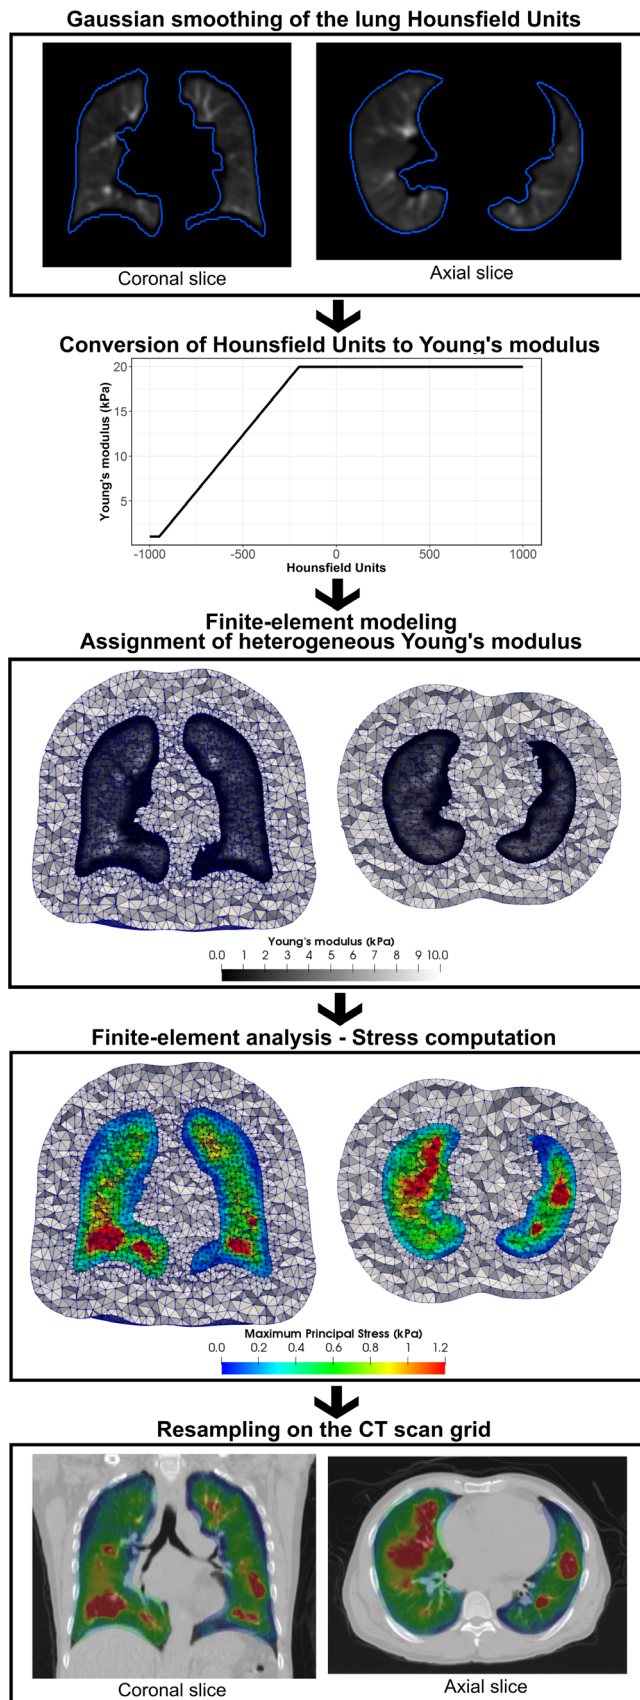 Gaussian smoothing of the lung Hounsfield Units
Coronal slice
Axial slice
Conversion of Hounsfield Units to Young's modulus
Young's modulus (kPa)
20
15
10
5
-1000
-500
0
500
1000
Hounsfield Units
Finite-element modeling
Assignment of heterogeneous Young's modulus
Young's modulus (kPa)
0.0 1 2 3 4 5 6 7 8 9 10.0
Finite-element analysis - Stress computation
Maximum Principal Stress (kPa)
0.0 0.2 0.4 0.6 0.8 1 1.2
Resampling on the CT scan grid
Coronal slice
Axial slice